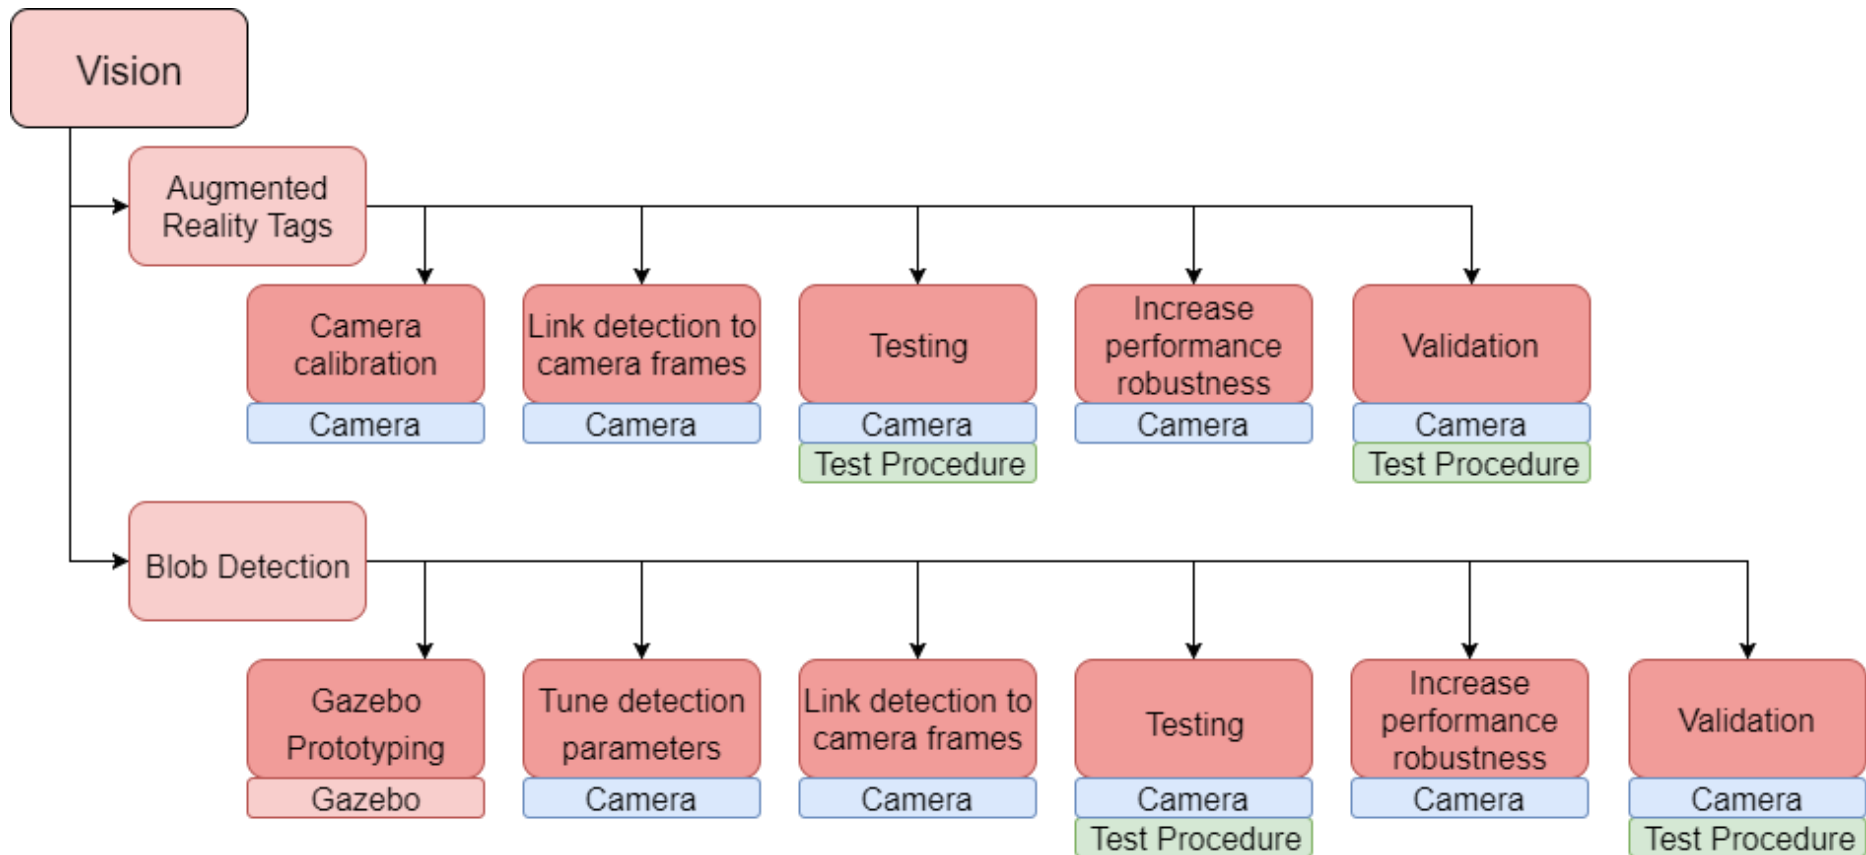 Vision
Augmented
Reality Tags
Camera
calibration
Camera
Link detection to
camera frames
Camera
Testing
Camera
Test Procedure
Increase
performance
robustness
Camera
Validation
Camera
Test Procedure
Blob Detection
Gazebo
Prototyping
Gazebo
Tune detection
parameters
Camera
Link detection to
camera frames
Camera
Testing
Camera
Test Procedure
Increase
performance
robustness
Camera
Validation
Camera
Test Procedure